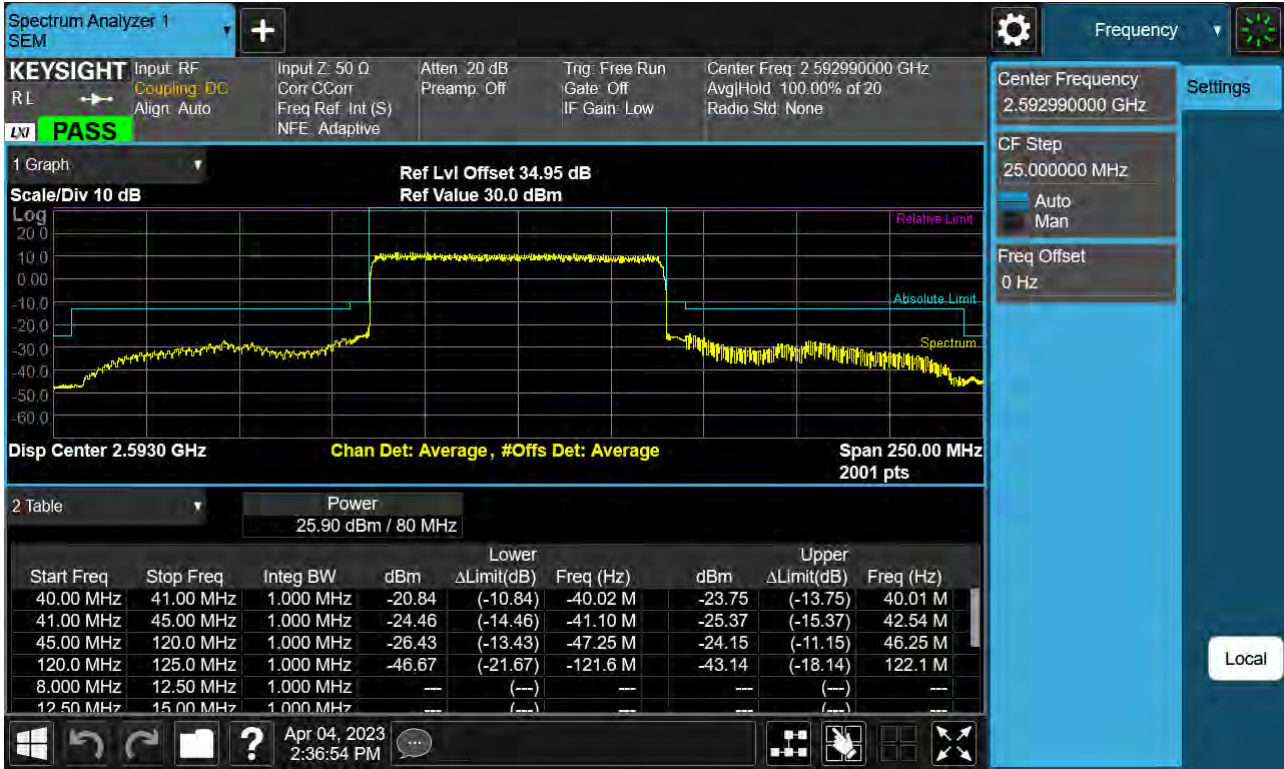 Spectrum Analyzer 1
SEM
Frequency
KEYSIGHT
R L
LXI PASS
Input: RF
Coupling: DC
Align: Auto
Input Z: 50 Ω
Corr CCorr
Freq Ref: Int (S)
NFE: Adaptive
Atten: 20 dB
Preamp: Off
Trig: Free Run
Gate: Off
IF Gain: Low
Center Freq: 2.592990000 GHz
Avg|Hold: 100.00% of 20
Radio Std: None
Center Frequency
2.592990000 GHz
Settings
CF Step
25.000000 MHz
Auto
Man
Freq Offset
0 Hz
Local
1 Graph
Scale/Div 10 dB
Ref Lvl Offset 34.95 dB
Ref Value 30.0 dBm
Log
20.0
10.0
0.00
-10.0
-20.0
-30.0
-40.0
-50.0
-60.0
Relative Limit
Absolute Limit
Spectrum
Disp Center 2.5930 GHz Chan Det: Average, #Offs Det: Average Span 250.00 MHz
2001 pts
2 Table
Power
25.90 dBm / 80 MHz
Lower Upper
Start Freq Stop Freq Integ BW dBm ΔLimit(dB) Freq (Hz) dBm ΔLimit(dB) Freq (Hz)
40.00 MHz 41.00 MHz 1.000 MHz -20.84 (-10.84) -40.02 M -23.75 (-13.75) 40.01 M
41.00 MHz 45.00 MHz 1.000 MHz -24.46 (-14.46) -41.10 M -25.37 (-15.37) 42.54 M
45.00 MHz 120.0 MHz 1.000 MHz -26.43 (-13.43) -47.25 M -24.15 (-11.15) 46.25 M
120.0 MHz 125.0 MHz 1.000 MHz -46.67 (-21.67) -121.6 M -43.14 (-18.14) 122.1 M
8.000 MHz 12.50 MHz 1.000 MHz --- (---) --- --- (---) ---
12.50 MHz 15.00 MHz 1.000 MHz --- (---) --- --- (---) ---
Apr 04, 2023
2:36:54 PM